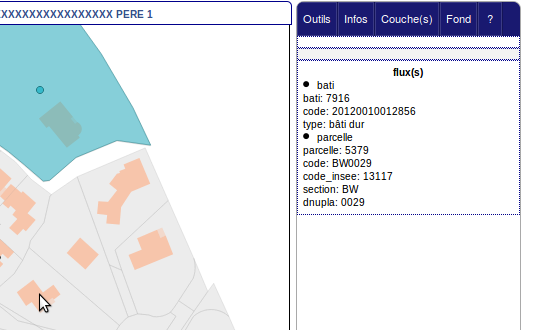 XXXXXXXXXXXXXXXXX PERE 1
Outils Infos Couche(s) Fond ?
flux(s)
bati
bati: 7916
code: 20120010012856
type: bâti dur
parcelle
parcelle: 5379
code: BW0029
code_insee: 13117
section: BW
dnupla: 0029